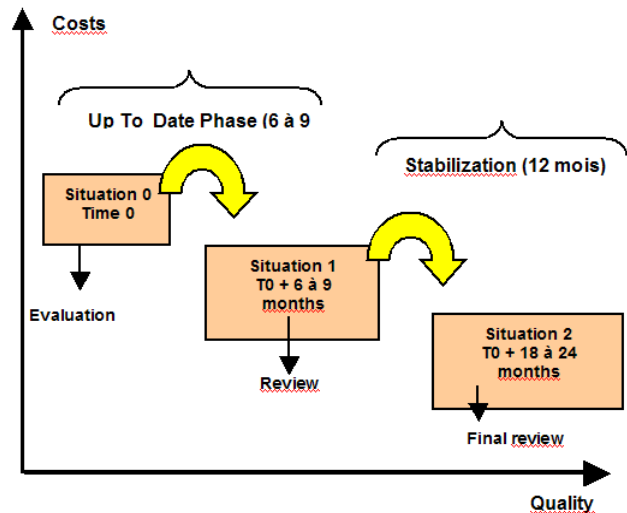 Costs
Up To Date Phase (6 à 9
Stabilization (12 mois)
Situation 0
Time 0
Situation 1
T0 + 6 à 9
months
Evaluation
Situation 2
T0 + 18 à 24
months
Review
Final review
Quality